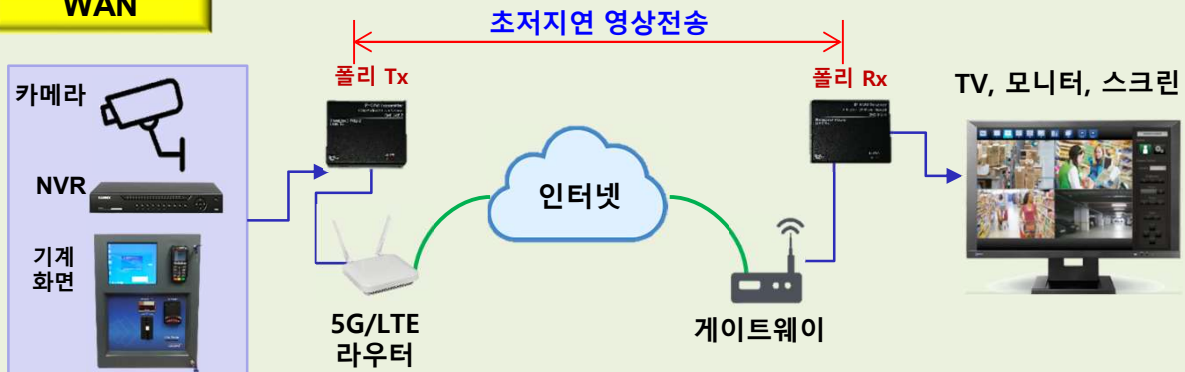 WAN
초저지연 영상전송
폴리 Tx
폴리 Rx
TV, 모니터, 스크린
카메라
NVR
기계
화면
인터넷
5G/LTE
라우터
게이트웨이